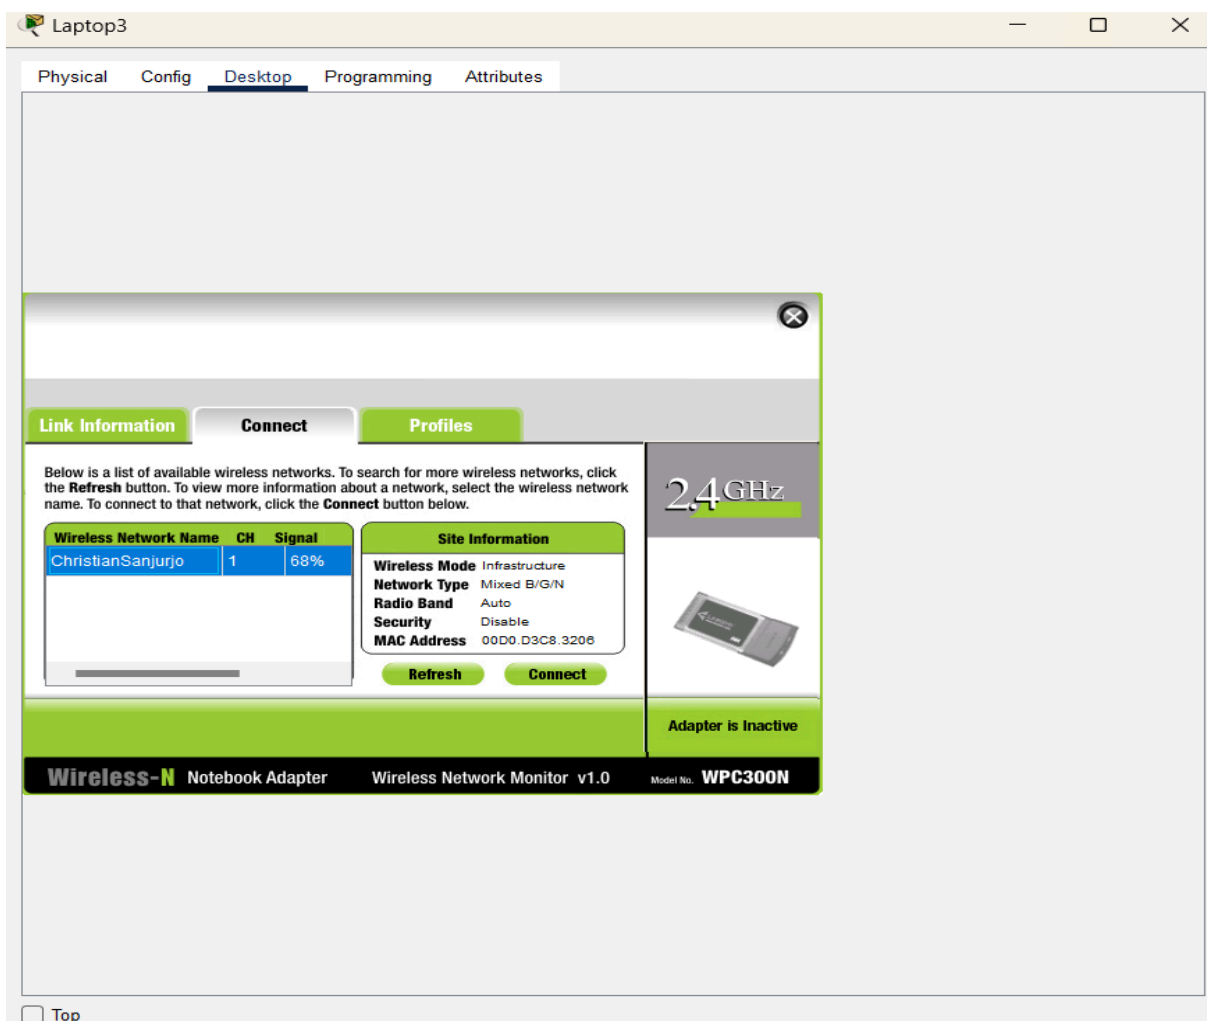 Laptop3
Physical Config Desktop Programming Attributes
Link Information Connect Profiles
Below is a list of available wireless networks. To search for more wireless networks, click
the Refresh button. To view more information about a network, select the wireless network
name. To connect to that network, click the Connect button below.
2.4GHz
Wireless Network Name CH Signal
ChristianSanjurjo 1 68%
Site Information
Wireless Mode Infrastructure
Network Type Mixed B/G/N
Radio Band Auto
Security Disable
MAC Address 00D0.D3C8.3206
Refresh Connect
Adapter is Inactive
Wireless-N Notebook Adapter Wireless Network Monitor v1.0 Model No. WPC300N
Top